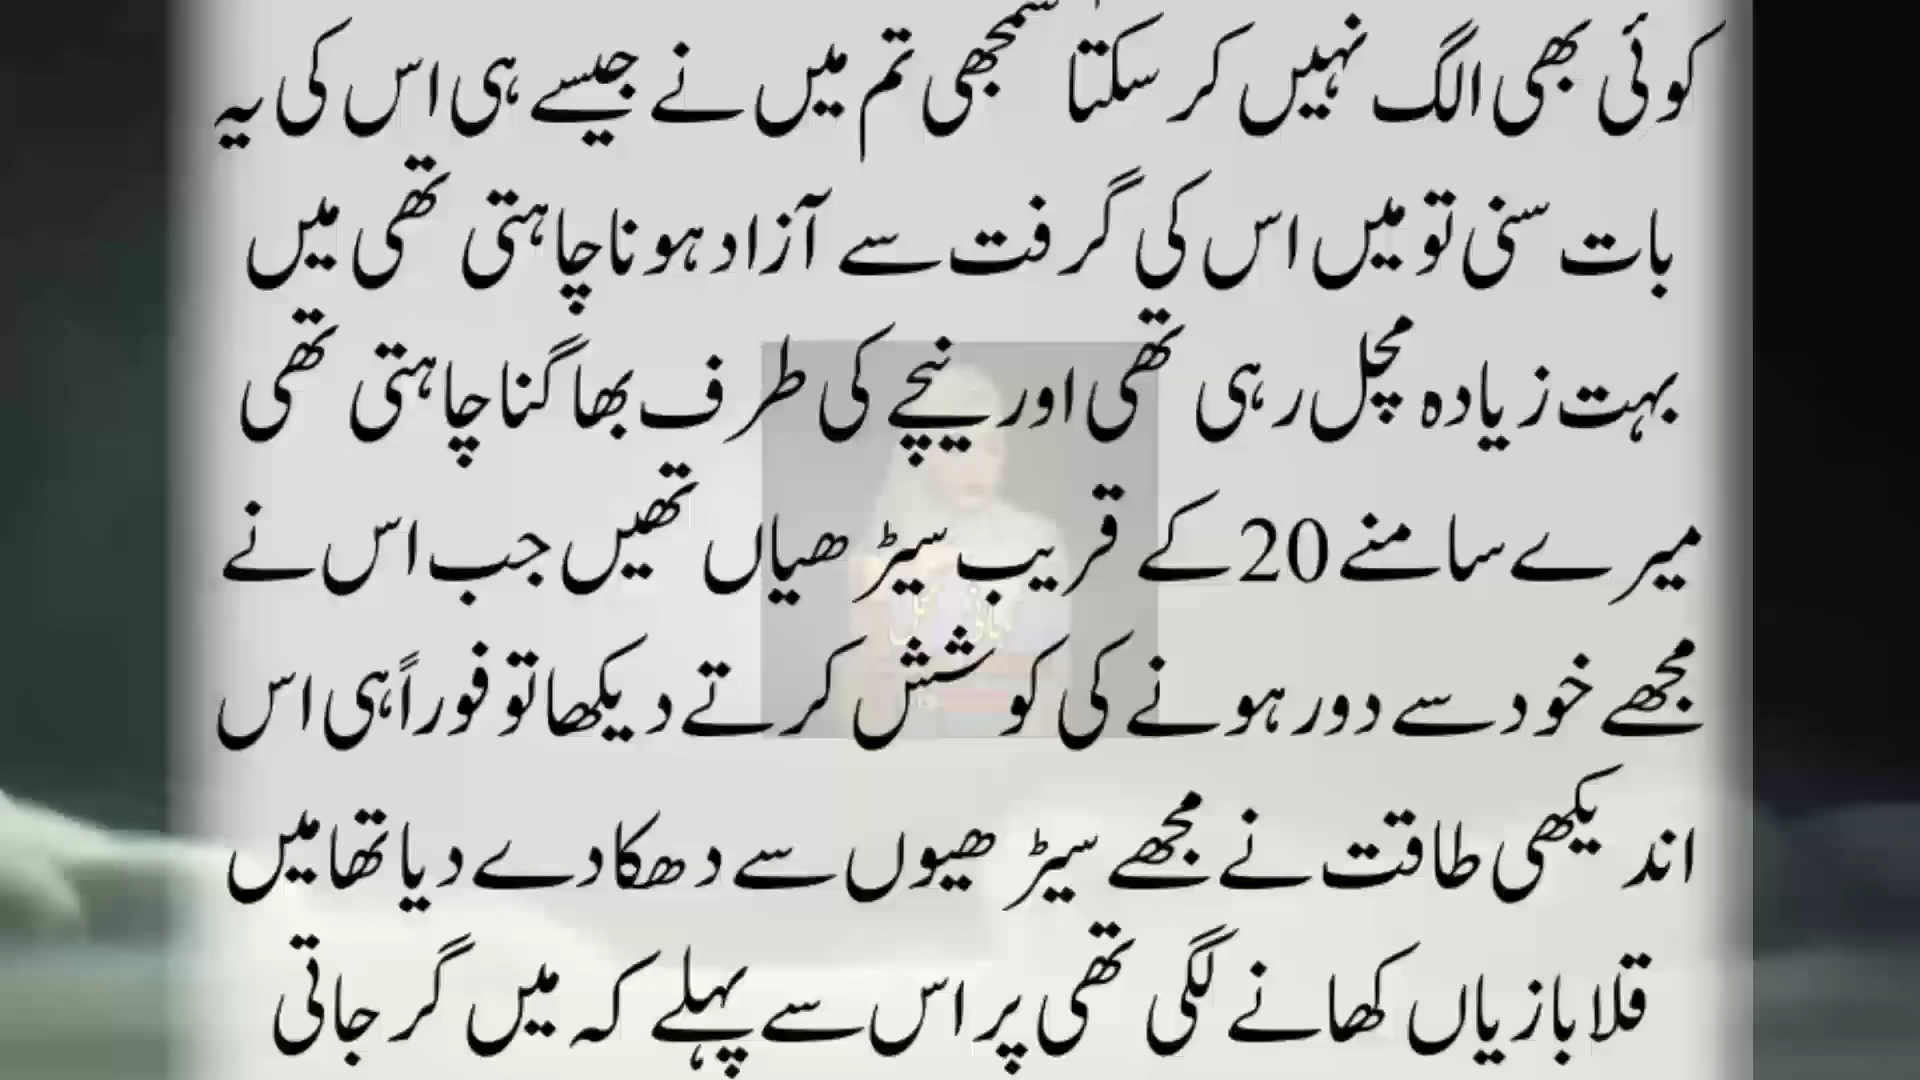 کوئی بھی الگ نہیں کر سکتا سمجھی تم میں نے جیسے ہی اس کی یہ
بات سنی تو میں اس کی گرفت سے آزاد ہونا چاہتی تھی میں
بہت زیادہ مچل رہی تھی اور نیچے کی طرف بھاگنا چاہتی تھی
میرے سامنے 20 کے قریب سیڑھیاں تھیں جب اس نے
مجھے خود سے دور ہونے کی کوشش کرتے دیکھا تو فوراً ہی اس
اندیکھی طاقت نے مجھے سیڑھیوں سے دھکا دے دیا تھا میں
قلابازیاں کھانے لگی تھی پر اس سے پہلے کہ میں گر جاتی